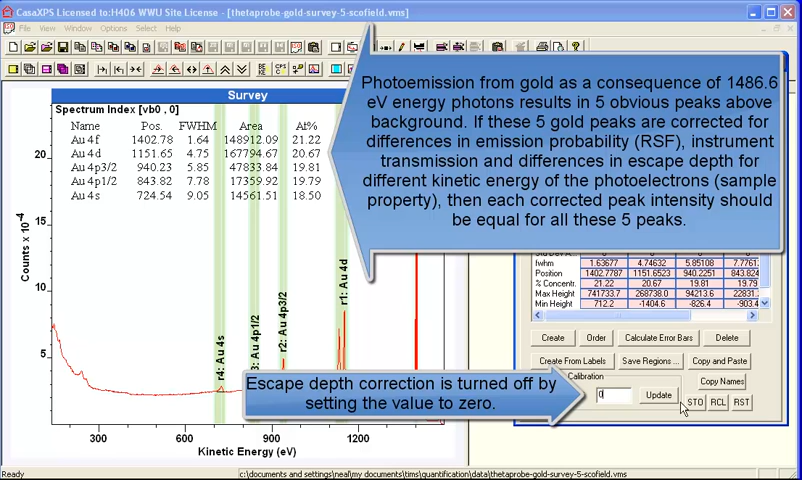 CasaXPS Licensed to:H406 WWU Site License - [thetaprobe-gold-survey-5-scofield.vms]
File View Windows Options Select Help
Survey
Spectrum Index [vb0 , 0]
Name Pos. FWHM Area At%
Au 4f 1402.78 1.64 148912.09 21.22
Au 4d 1151.65 4.75 167794.67 20.67
Au 4p3/2 940.23 5.85 47833.84 19.81
Au 4p1/2 843.82 7.78 17359.92 19.79
Au 4s 724.54 9.05 14561.51 18.50
Photoemission from gold as a consequence of 1486.6
eV energy photons results in 5 obvious peaks above
background. If these 5 gold peaks are corrected for
differences in emission probability (RSF), instrument
transmission and differences in escape depth for
different kinetic energy of the photoelectrons (sample
property), then each corrected peak intensity should
be equal for all these 5 peaks.
Counts x 10-4
20
15
10
5
r4: Au 4s
3: Au 4p1/2
r2: Au 4p3/2
r1: Au 4d
300 600 900 1200
Kinetic Energy (eV)
fwhm 1.63677 4.74632 5.85108 7.7761
Position 1402.7787 1151.6523 940.2251 843.824
% Concentr. 21.22 20.67 19.81 19.79
Max Height 741733.7 268738.0 94213.6 22831.
Min Height 712.2 -1404.6 -826.4 -903.4
Create Order Calculate Error Bars Delete
Create From Labels Save Regions ... Copy and Paste
Calibration
Copy Names
0 Update STO RCL RST
Escape depth correction is turned off by
setting the value to zero.
Ready c:\documents and settings\neal\my documents\tims\quantification\data\thetaprobe-gold-survey-5-scofield.vms